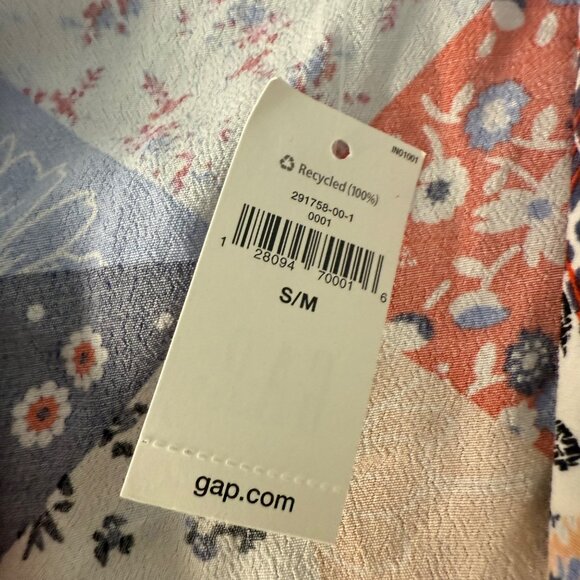 IN01001
Recycled (100%)
291758-00-1
0001
1 28094 70001 6
S/M
gap.com